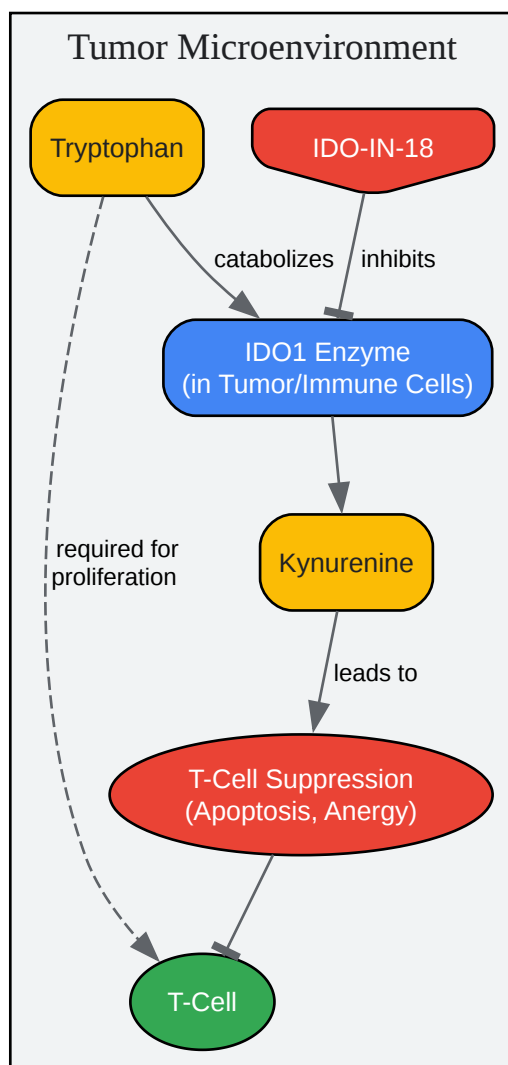 Tumor Microenvironment
Tryptophan
IDO-IN-18
catabolizes
inhibits
IDO1 Enzyme
(in Tumor/Immune Cells)
required for
proliferation
Kynurenine
leads to
T-Cell Suppression
(Apoptosis, Anergy)
T-Cell